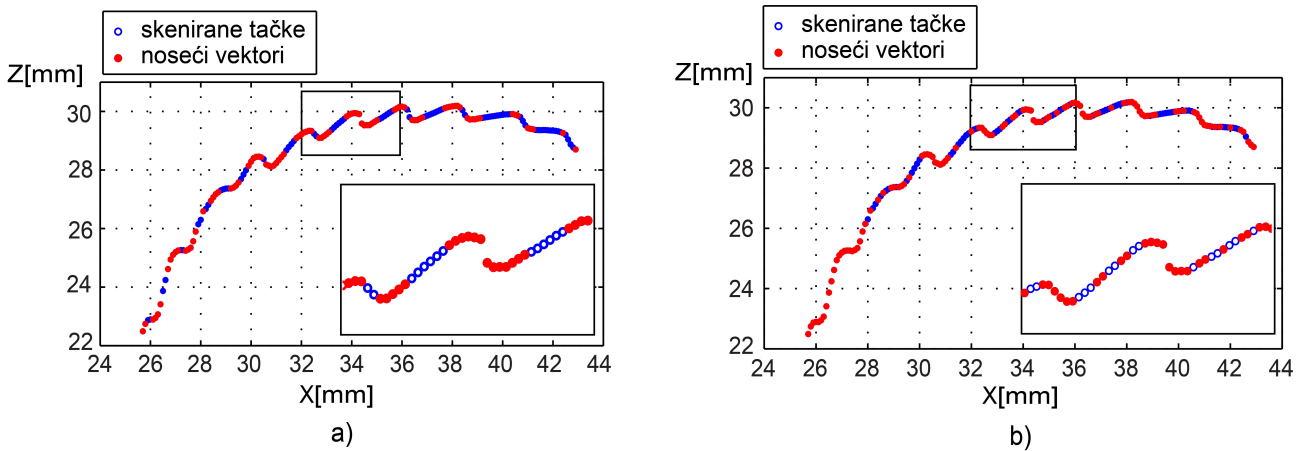 skenirane tačke
noseći vektori
Z[mm]
30
28
26
24
22
24 26 28 30 32 34 36 38 40 42 44
X[mm]
a)
skenirane tačke
noseći vektori
Z[mm]
30
28
26
24
22
24 26 28 30 32 34 36 38 40 42 44
X[mm]
b)